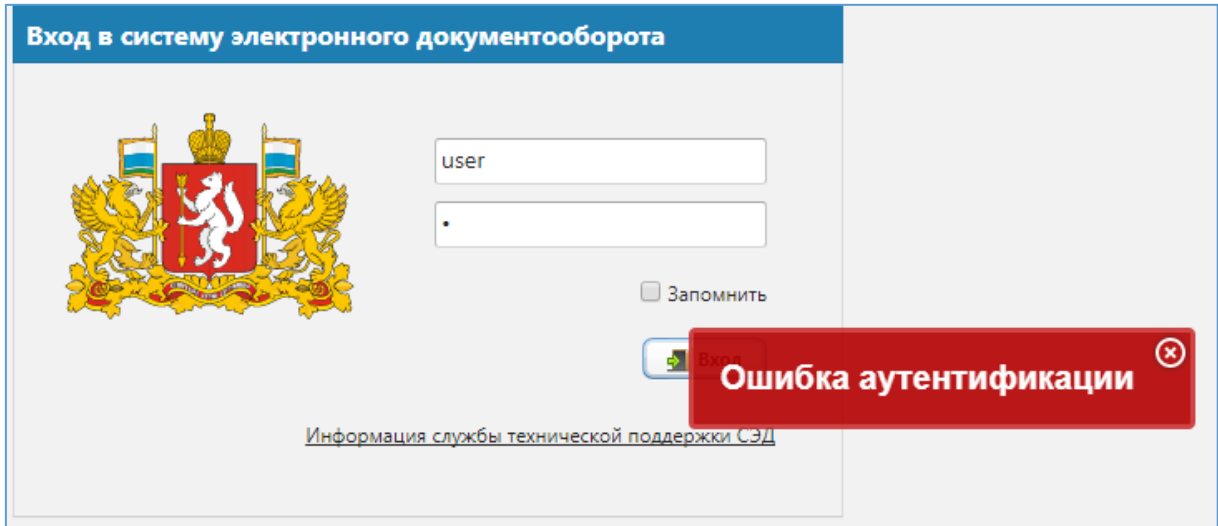 Вход в систему электронного документооборота
user
•
Запомнить
Вход
Ошибка аутентификации
Информация службы технической поддержки СЭД